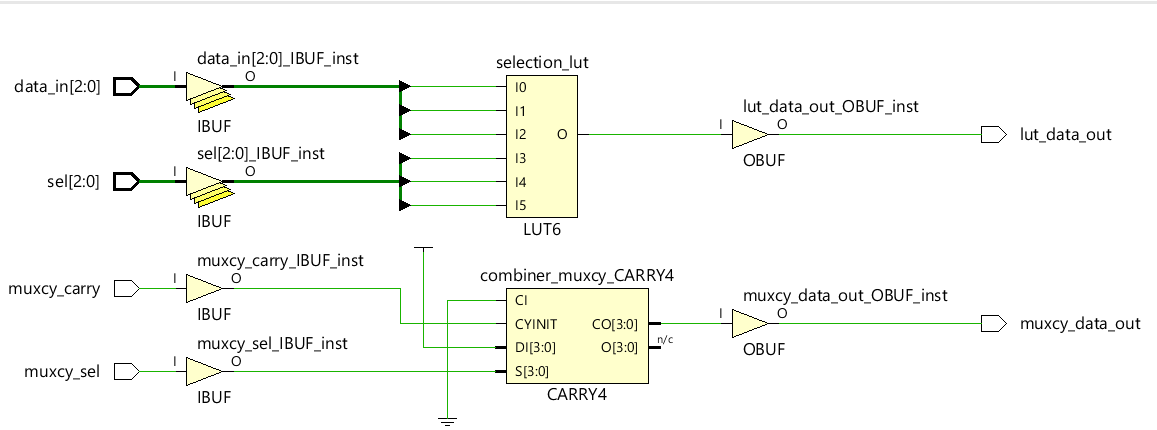 data_in[2:0]
I
data_in[2:0]_IBUF_inst
O
IBUF
sel[2:0]
I
sel[2:0]_IBUF_inst
O
IBUF
selection_lut
I0
I1
I2
I3
I4
I5
O
LUT6
I
lut_data_out_OBUF_inst
O
OBUF
lut_data_out
muxcy_carry
I
muxcy_carry_IBUF_inst
O
IBUF
muxcy_sel
I
muxcy_sel_IBUF_inst
O
IBUF
combiner_muxcy_CARRY4
CI
CYINIT
DI[3:0]
S[3:0]
CO[3:0]
O[3:0]
n/c
CARRY4
I
muxcy_data_out_OBUF_inst
O
OBUF
muxcy_data_out